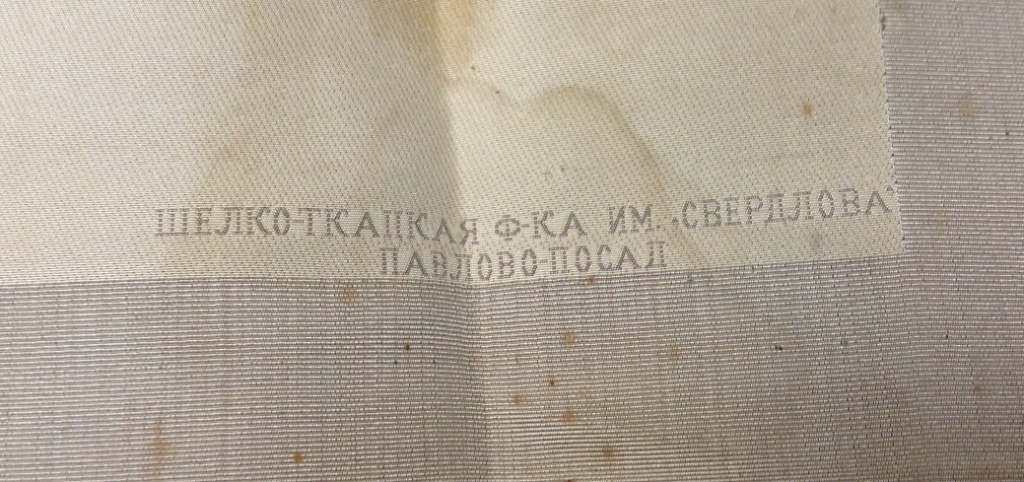 ШЕЛКО-ТКАЦКАЯ Ф-КА ИМ. „СВЕРДЛОВА"
ПАВЛОВО-ПОСАД